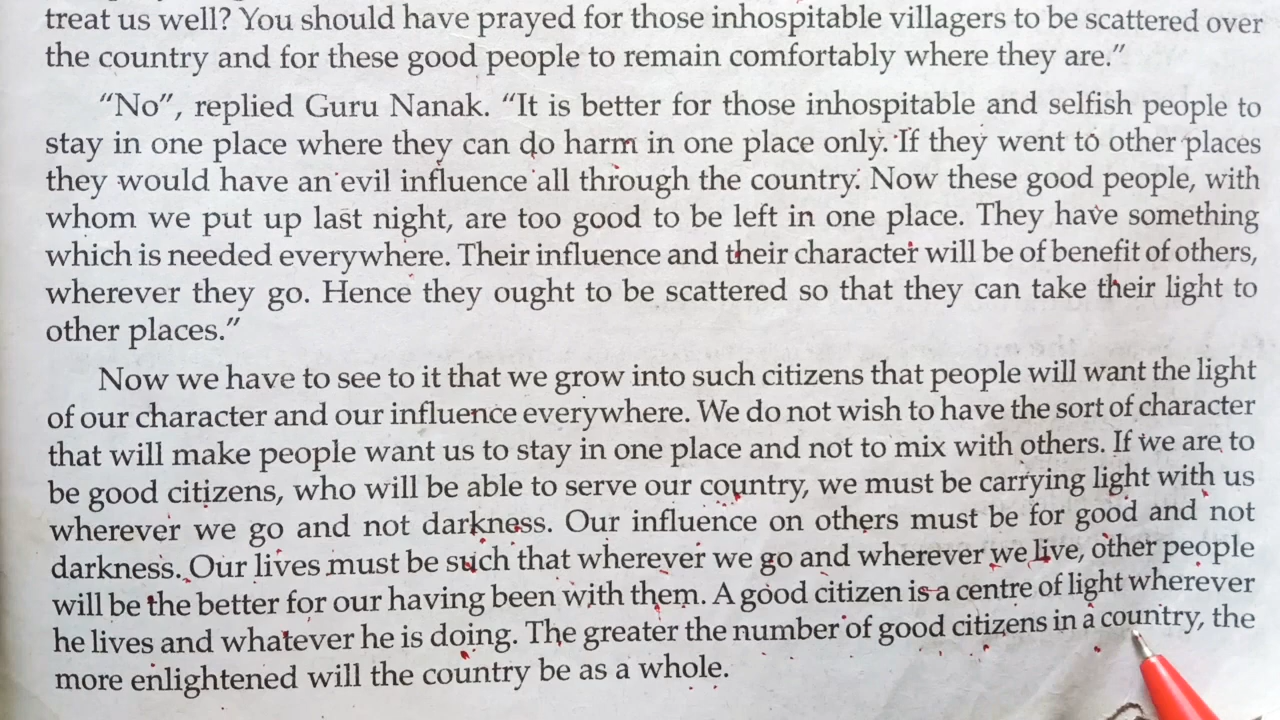 treat us well? You should have prayed for those inhospitable villagers to be scattered over
the country and for these good people to remain comfortably where they are.”
“No”, replied Guru Nanak. “It is better for those inhospitable and selfish people to
stay in one place where they can do harm in one place only. If they went to other places
they would have an evil influence all through the country. Now these good people, with
whom we put up last night, are too good to be left in one place. They have something
which is needed everywhere. Their influence and their character will be of benefit of others,
wherever they go. Hence they ought to be scattered so that they can take their light to
other places.”
Now we have to see to it that we grow into such citizens that people will want the light
of our character and our influence everywhere. We do not wish to have the sort of character
that will make people want us to stay in one place and not to mix with others. If we are to
be good citizens, who will be able to serve our country, we must be carrying light with us
wherever we go and not darkness. Our influence on others must be for good and not
darkness. Our lives must be such that wherever we go and wherever we live, other people
will be the better for our having been with them. A good citizen is a centre of light wherever
he lives and whatever he is doing. The greater the number of good citizens in a country, the
more enlightened will the country be as a whole.